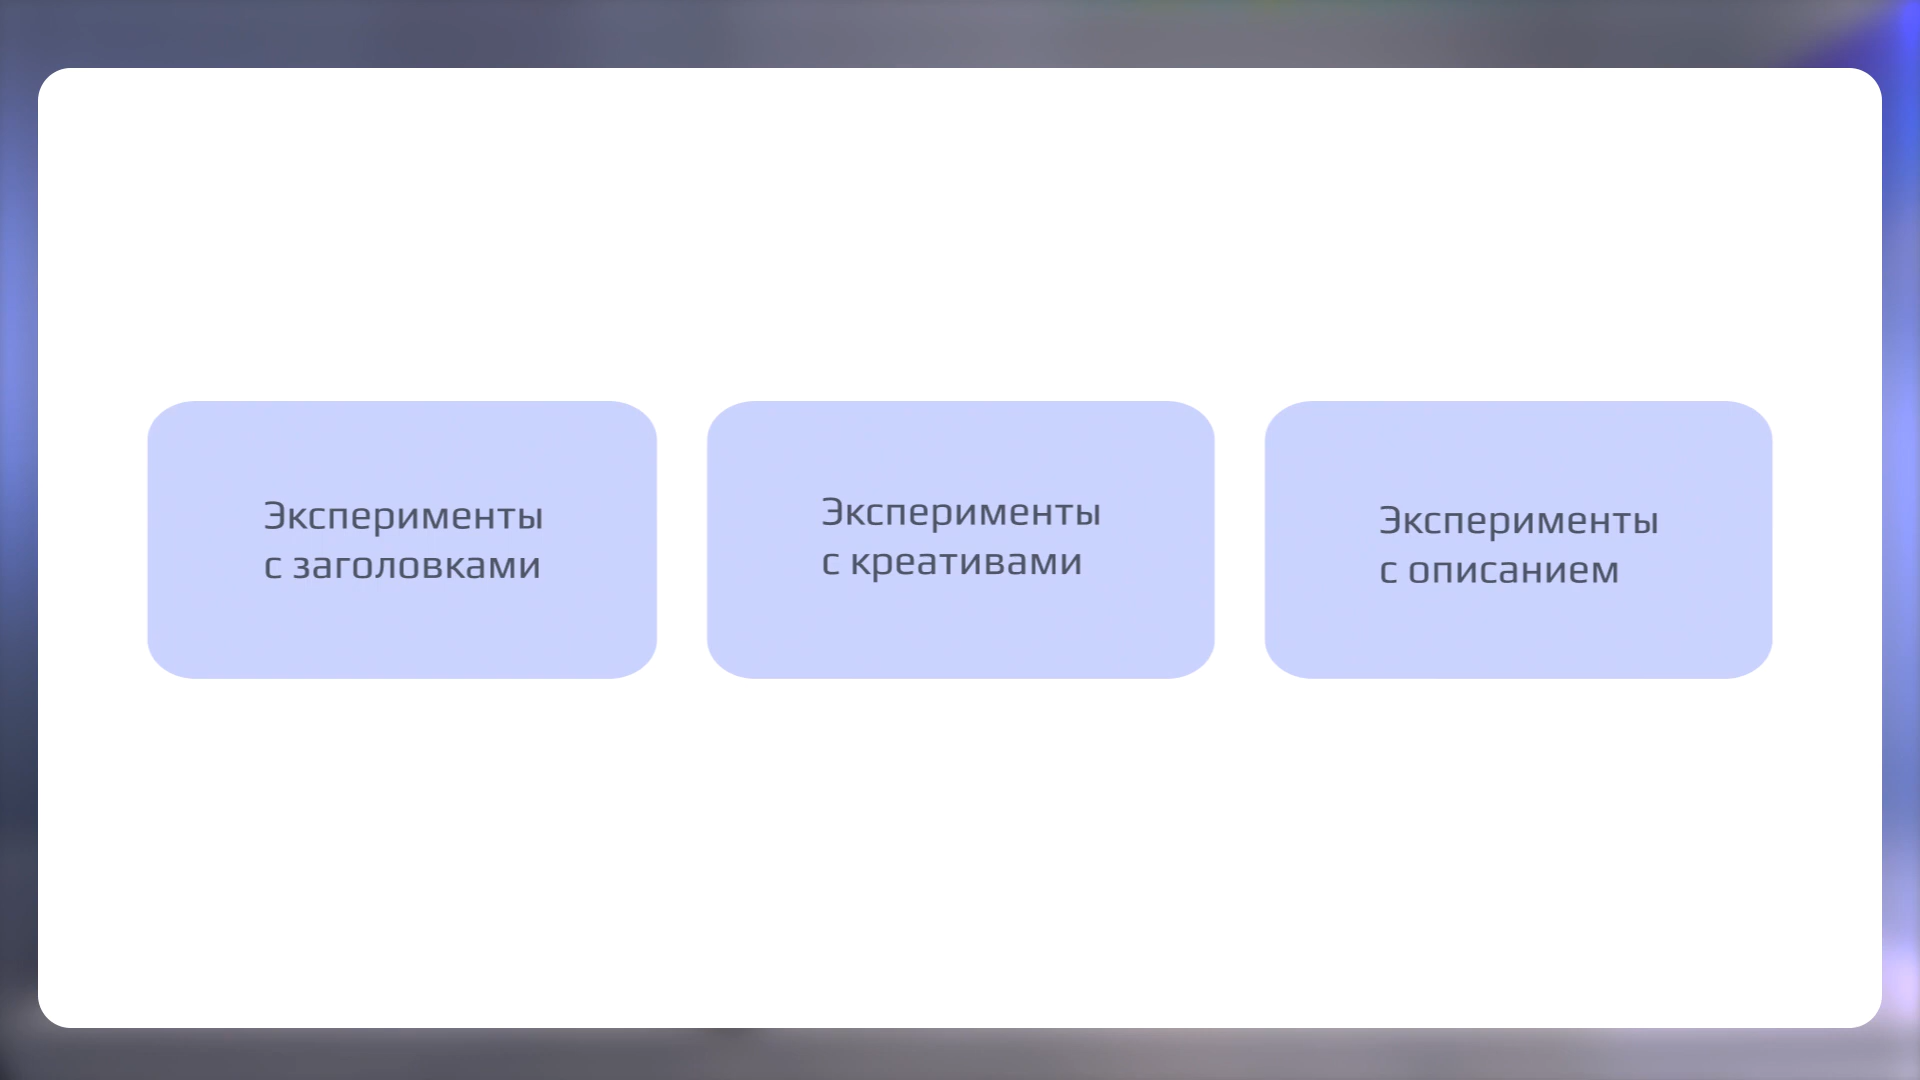 Эксперименты
с заголовками
Эксперименты
с креативами
Эксперименты
с описанием